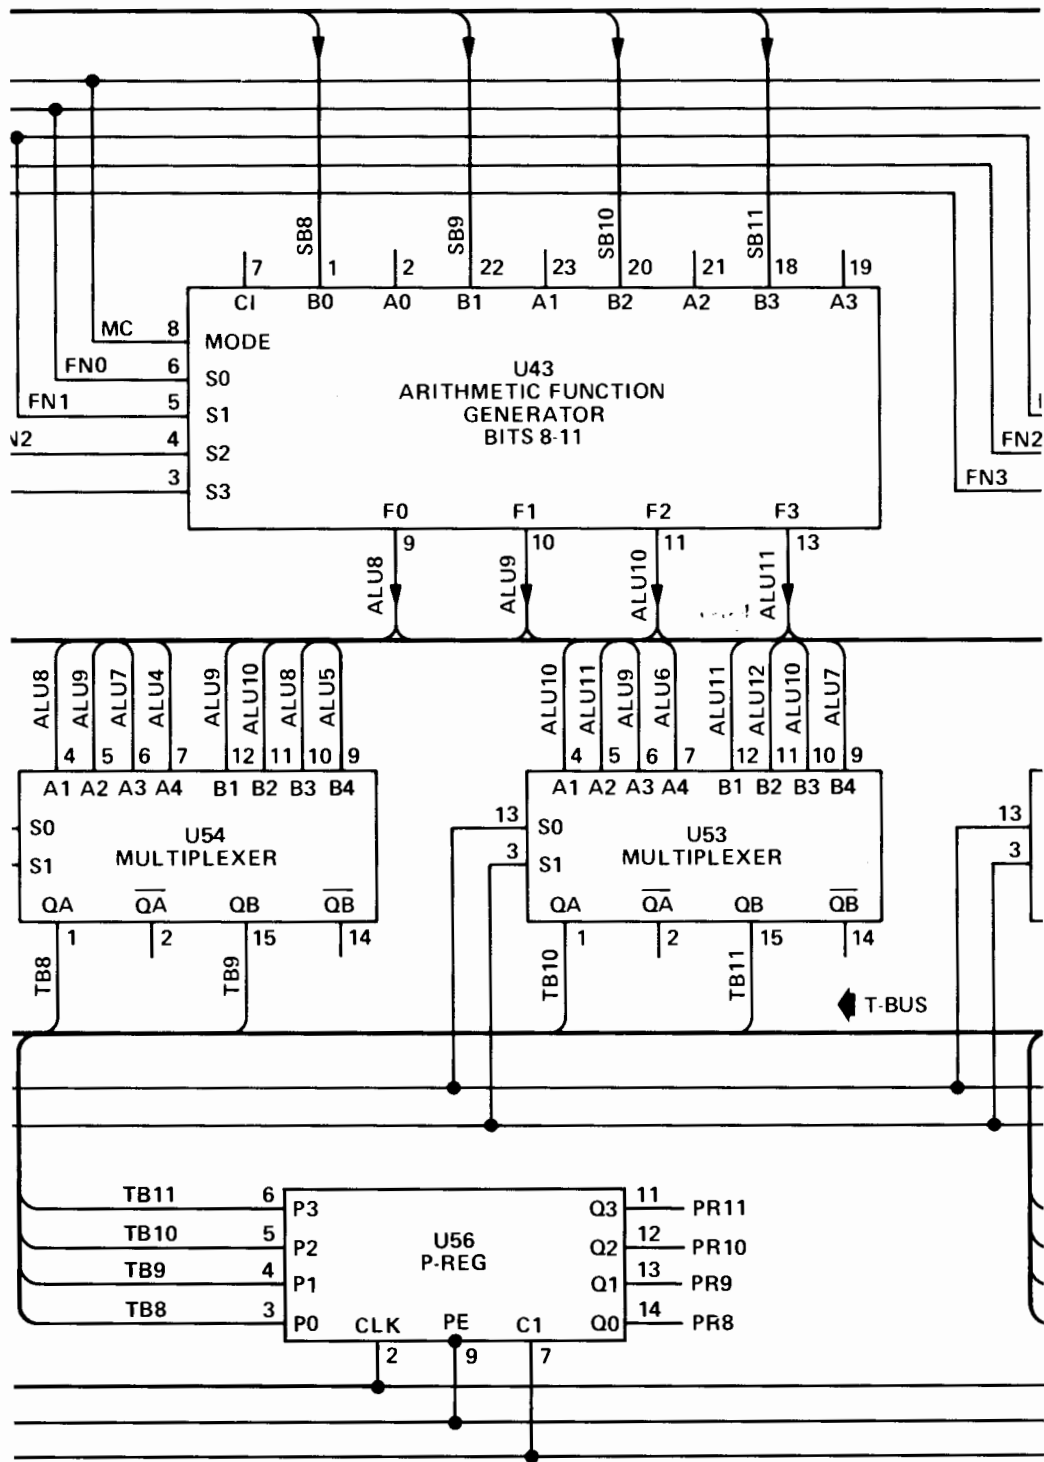 SB8
SB9
SB10
SB11
7 1 2 22 23 20 21 18 19
CI B0 A0 B1 A1 B2 A2 B3 A3
MC 8 MODE
FN0 6 S0
FN1 5 S1
4 S2
3 S3
U43
ARITHMETIC FUNCTION
GENERATOR
BITS 8-11
FN2
FN3
F0 F1 F2 F3
9 10 11 13
ALU8
ALU9
ALU10
ALU11
ALU8
ALU9
ALU7
ALU4
ALU9
ALU10
ALU8
ALU5
ALU10
ALU11
ALU9
ALU6
ALU11
ALU12
ALU10
ALU7
4 5 6 7 12 11 10 9
4 5 6 7 12 11 10 9
A1 A2 A3 A4 B1 B2 B3 B4
A1 A2 A3 A4 B1 B2 B3 B4
S0
S1
U54
MULTIPLEXER
13 S0
3 S1
U53
MULTIPLEXER
13
3
QA QA QB QB
QA QA QB QB
1 2 15 14
1 2 15 14
TB8
TB9
TB10
TB11
T-BUS
TB11 6 P3
TB10 5 P2
TB9 4 P1
TB8 3 P0
U56
P-REG
Q3 11 PR11
Q2 12 PR10
Q1 13 PR9
Q0 14 PR8
CLK PE C1
2 9 7